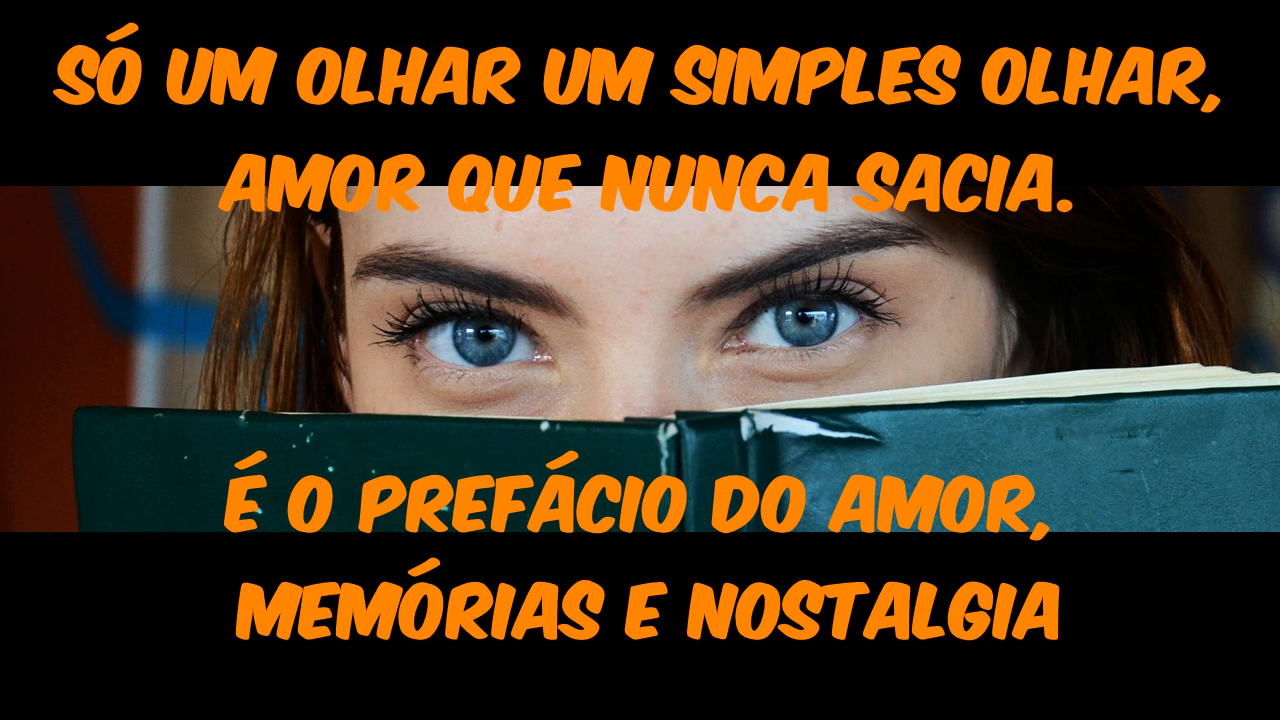 SÓ UM OLHAR UM SIMPLES OLHAR,
AMOR QUE NUNCA SACIA.
É O PREFÁCIO DO AMOR,
MEMÓRIAS E NOSTALGIA